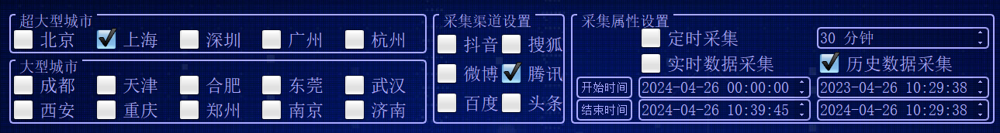 超大型城市
北京 上海 深圳 广州 杭州
大型城市
成都 天津 合肥 东莞 武汉
西安 重庆 郑州 南京 济南
采集渠道设置
抖音 搜狐
微博 腾讯
百度 头条
采集属性设置
定时采集 30 分钟
实时数据采集 历史数据采集
开始时间 2024-04-26 00:00:00 2023-04-26 10:29:38
结束时间 2024-04-26 10:39:45 2024-04-26 10:29:38